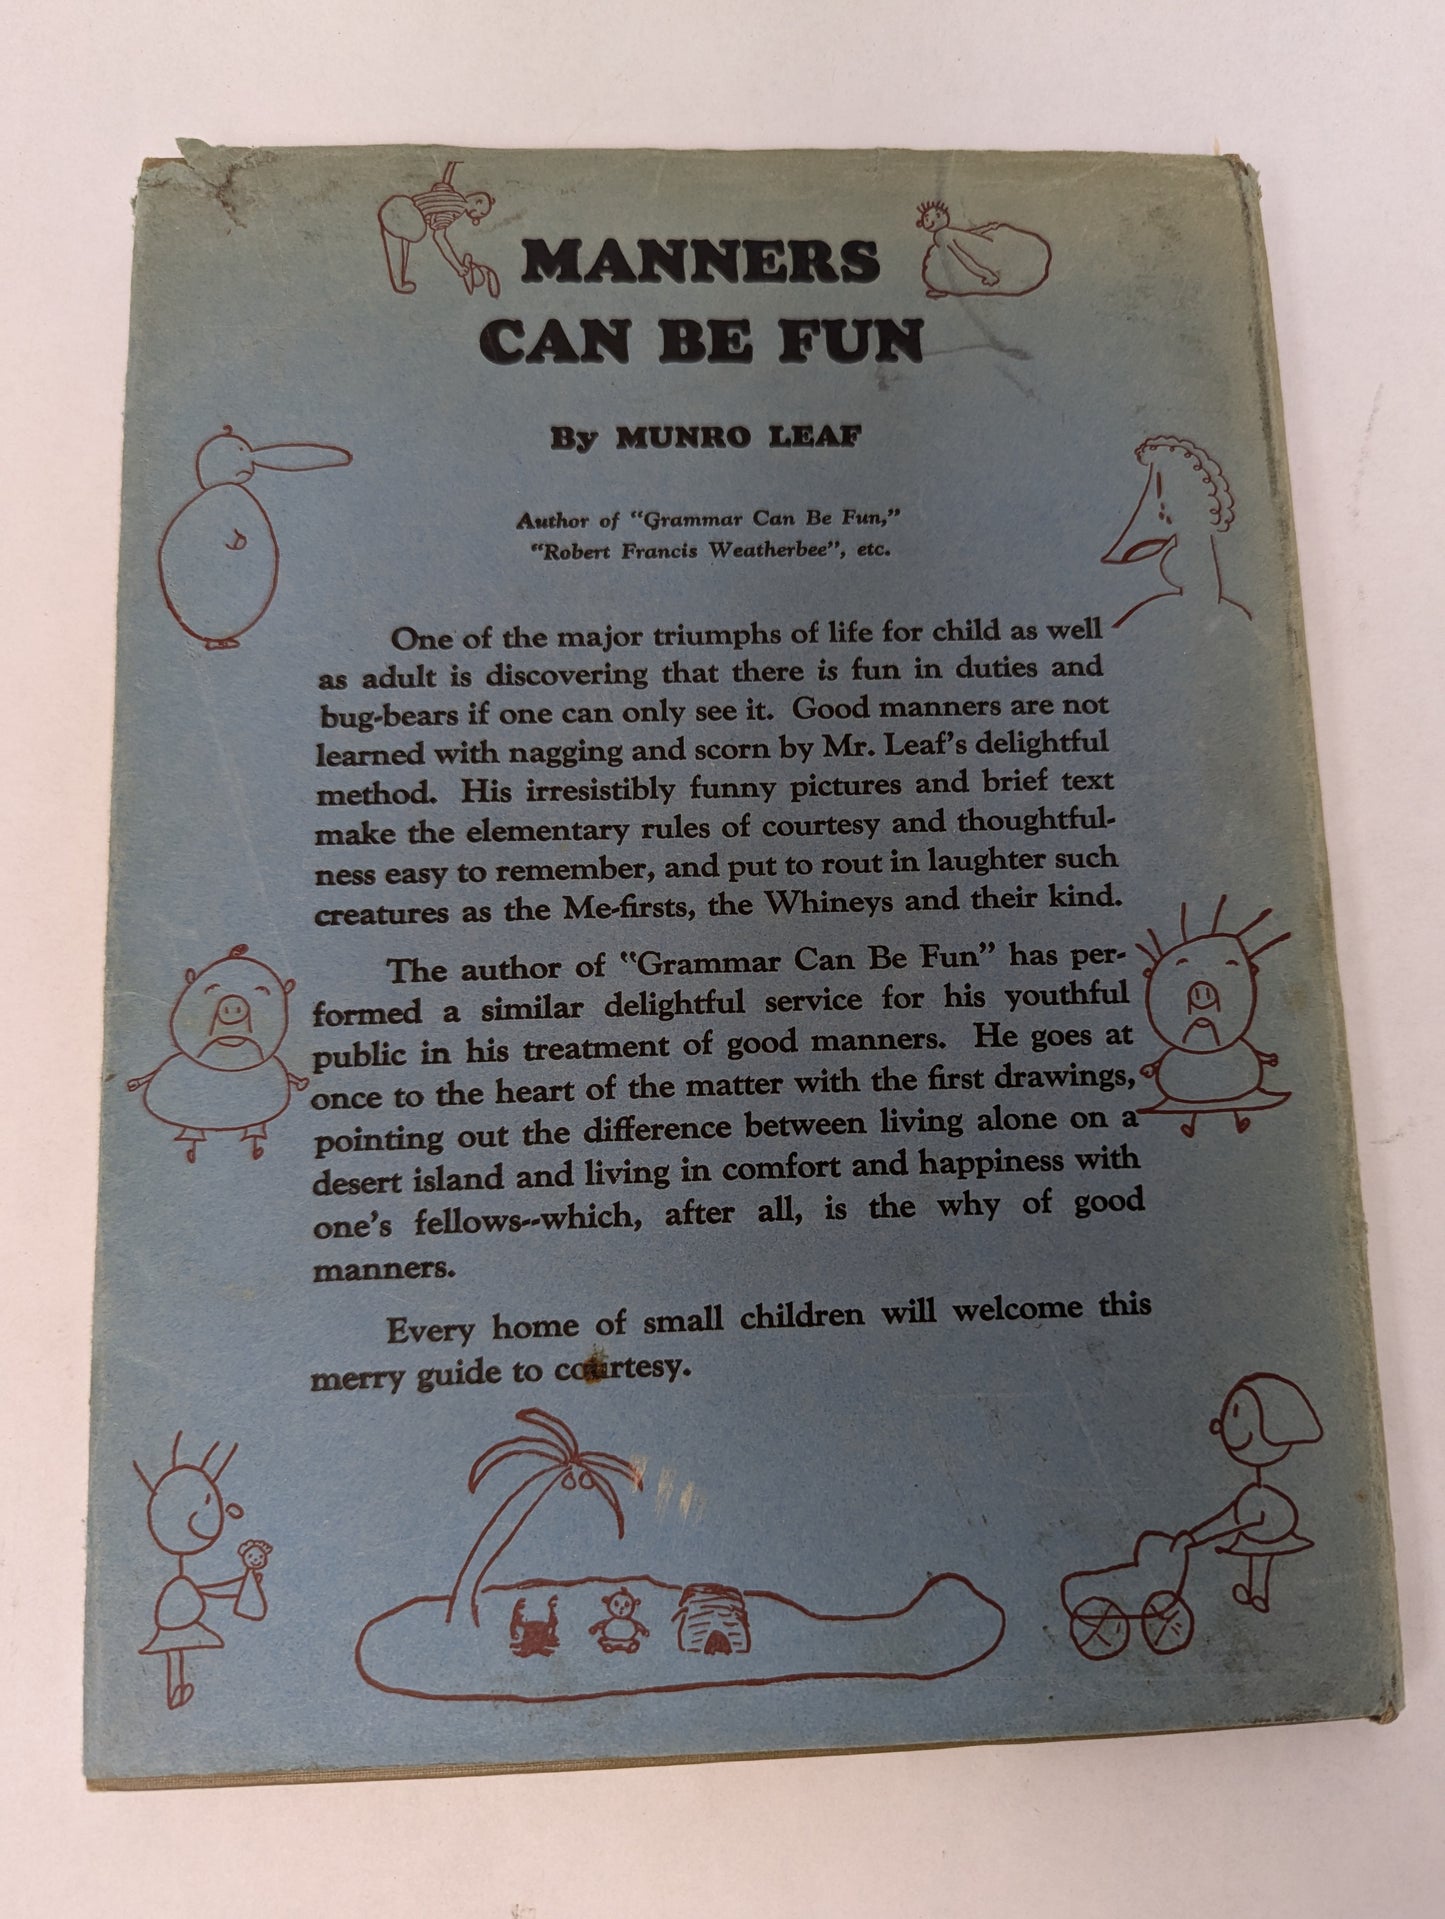 MANNERS
CAN BE FUN
By MUNRO LEAF
Author of "Grammar Can Be Fun,"
"Robert Francis Weatherbee", etc.
One of the major triumphs of life for child as well
as adult is discovering that there is fun in duties and
bug-bears if one can only see it. Good manners are not
learned with nagging and scorn by Mr. Leaf's delightful
method. His irresistibly funny pictures and brief text
make the elementary rules of courtesy and thoughtful-
ness easy to remember, and put to rout in laughter such
creatures as the Me-firsts, the Whineys and their kind.
The author of "Grammar Can Be Fun" has per-
formed a similar delightful service for his youthful
public in his treatment of good manners. He goes at
once to the heart of the matter with the first drawings,
pointing out the difference between living alone on a
desert island and living in comfort and happiness with
one's fellows--which, after all, is the why of good
manners.
Every home of small children will welcome this
merry guide to courtesy.